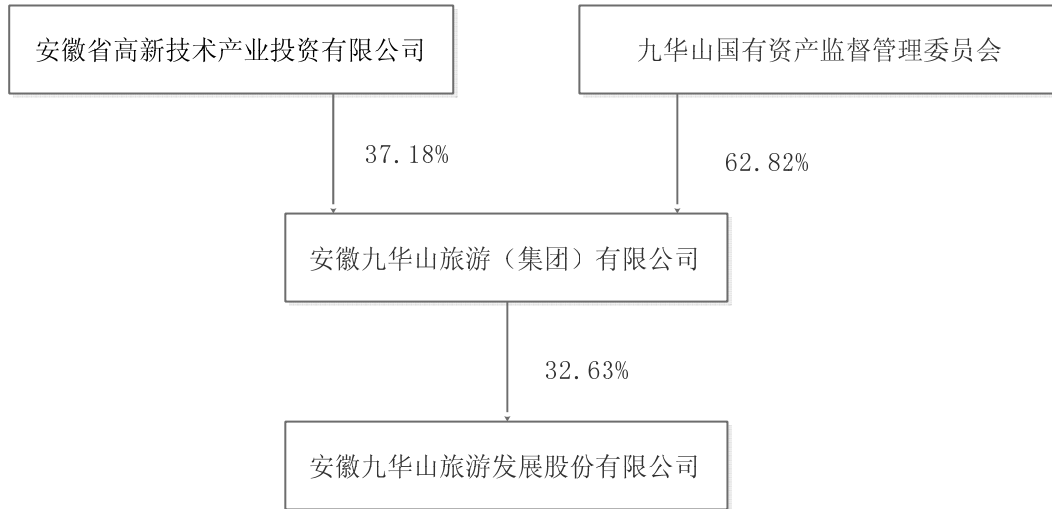 安徽省高新技术产业投资有限公司
九华山国有资产监督管理委员会
37.18%
62.82%
安徽九华山旅游（集团）有限公司
32.63%
安徽九华山旅游发展股份有限公司